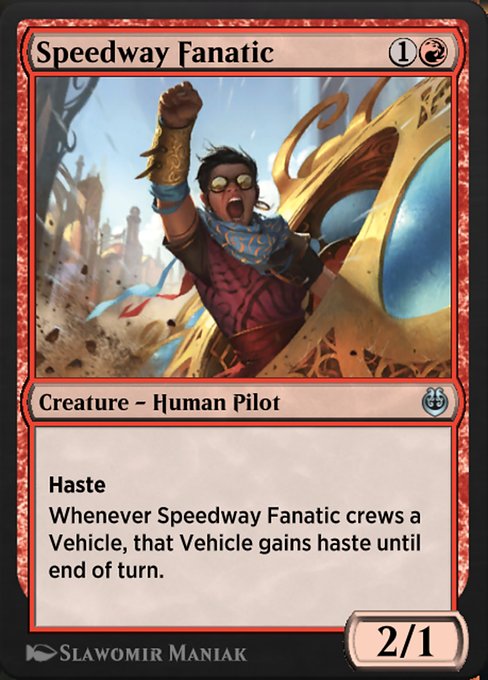 Speedway Fanatic 1
Creature – Human Pilot
Haste
Whenever Speedway Fanatic crews a
Vehicle, that Vehicle gains haste until
end of turn.
2/1
Slawomir Maniak